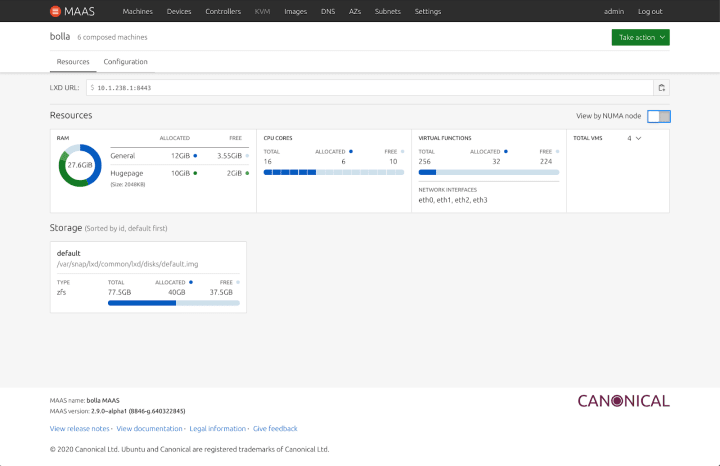 MAAS Machines Devices Controllers KVM Images DNS AZs Subnets Settings admin Log out
bolla 6 composed machines Take action
Resources Configuration
LXD URL: $ 10.1.238.1:8443
Resources View by NUMA node
RAM ALLOCATED FREE
27.6GiB
General 12GiB 3.55GiB
Hugepage 10GiB 2GiB
(Size: 2048KB)
CPU CORES
TOTAL ALLOCATED FREE
16 6 10
VIRTUAL FUNCTIONS
TOTAL ALLOCATED FREE
256 32 224
NETWORK INTERFACES
eth0, eth1, eth2, eth3
TOTAL VMS 4
Storage (Sorted by id, default first)
default
/var/snap/lxd/common/lxd/disks/default.img
TYPE TOTAL ALLOCATED FREE
zfs 77.5GB 40GB 37.5GB
MAAS name: bolla MAAS
MAAS version: 2.9.0~alpha1 (8846-g.640322845)
CANONICAL
View release notes · View documentation · Legal information · Give feedback
© 2020 Canonical Ltd. Ubuntu and Canonical are registered trademarks of Canonical Ltd.